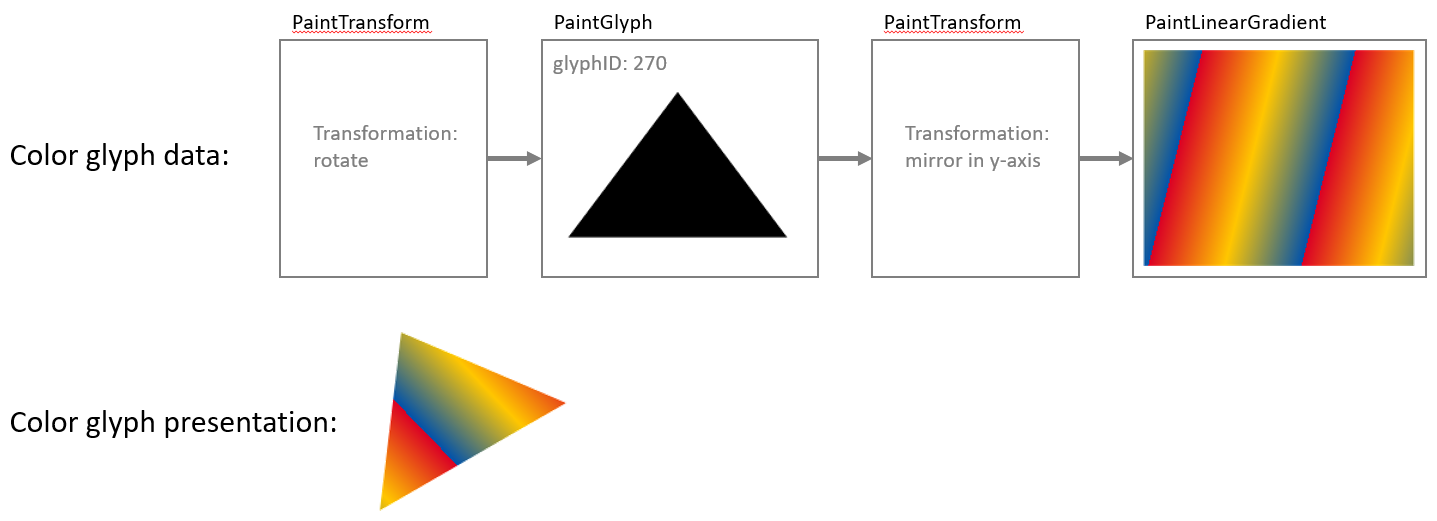 PaintTransform
PaintGlyph
PaintTransform
PaintLinearGradient
glyphID: 270
Color glyph data:
Transformation:
rotate
Transformation:
mirror in y-axis
Color glyph presentation: